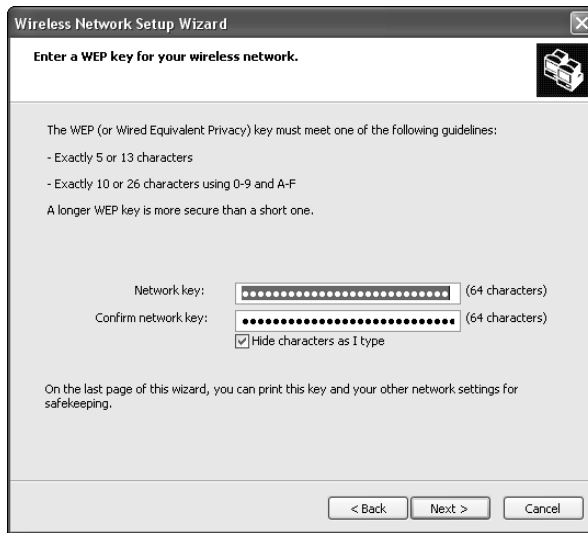 Wireless Network Setup Wizard
Enter a WEP key for your wireless network.
The WEP (or Wired Equivalent Privacy) key must meet one of the following guidelines:
- Exactly 5 or 13 characters
- Exactly 10 or 26 characters using 0-9 and A-F
A longer WEP key is more secure than a short one.
Network key: (64 characters)
Confirm network key: (64 characters)
Hide characters as I type
On the last page of this wizard, you can print this key and your other network settings for
safekeeping.
< Back Next > Cancel